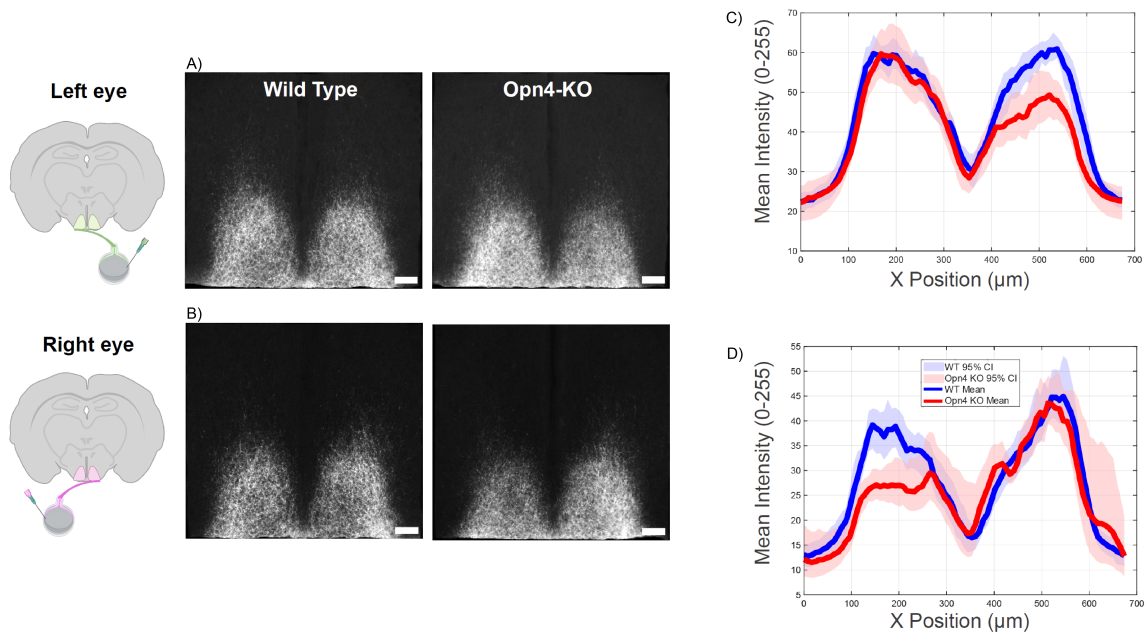 A)
Left eye
Wild Type
Opn4-KO
B)
Right eye
C)
Mean Intensity (0-255)
70
60
50
40
30
20
10
0 100 200 300 400 500 600 700
X Position (µm)
D)
Mean Intensity (0-255)
55
50
45
40
35
30
25
20
15
10
5
WT 95% CI
Opn4 KO 95% CI
WT Mean
Opn4 KO Mean
0 100 200 300 400 500 600 700
X Position (µm)